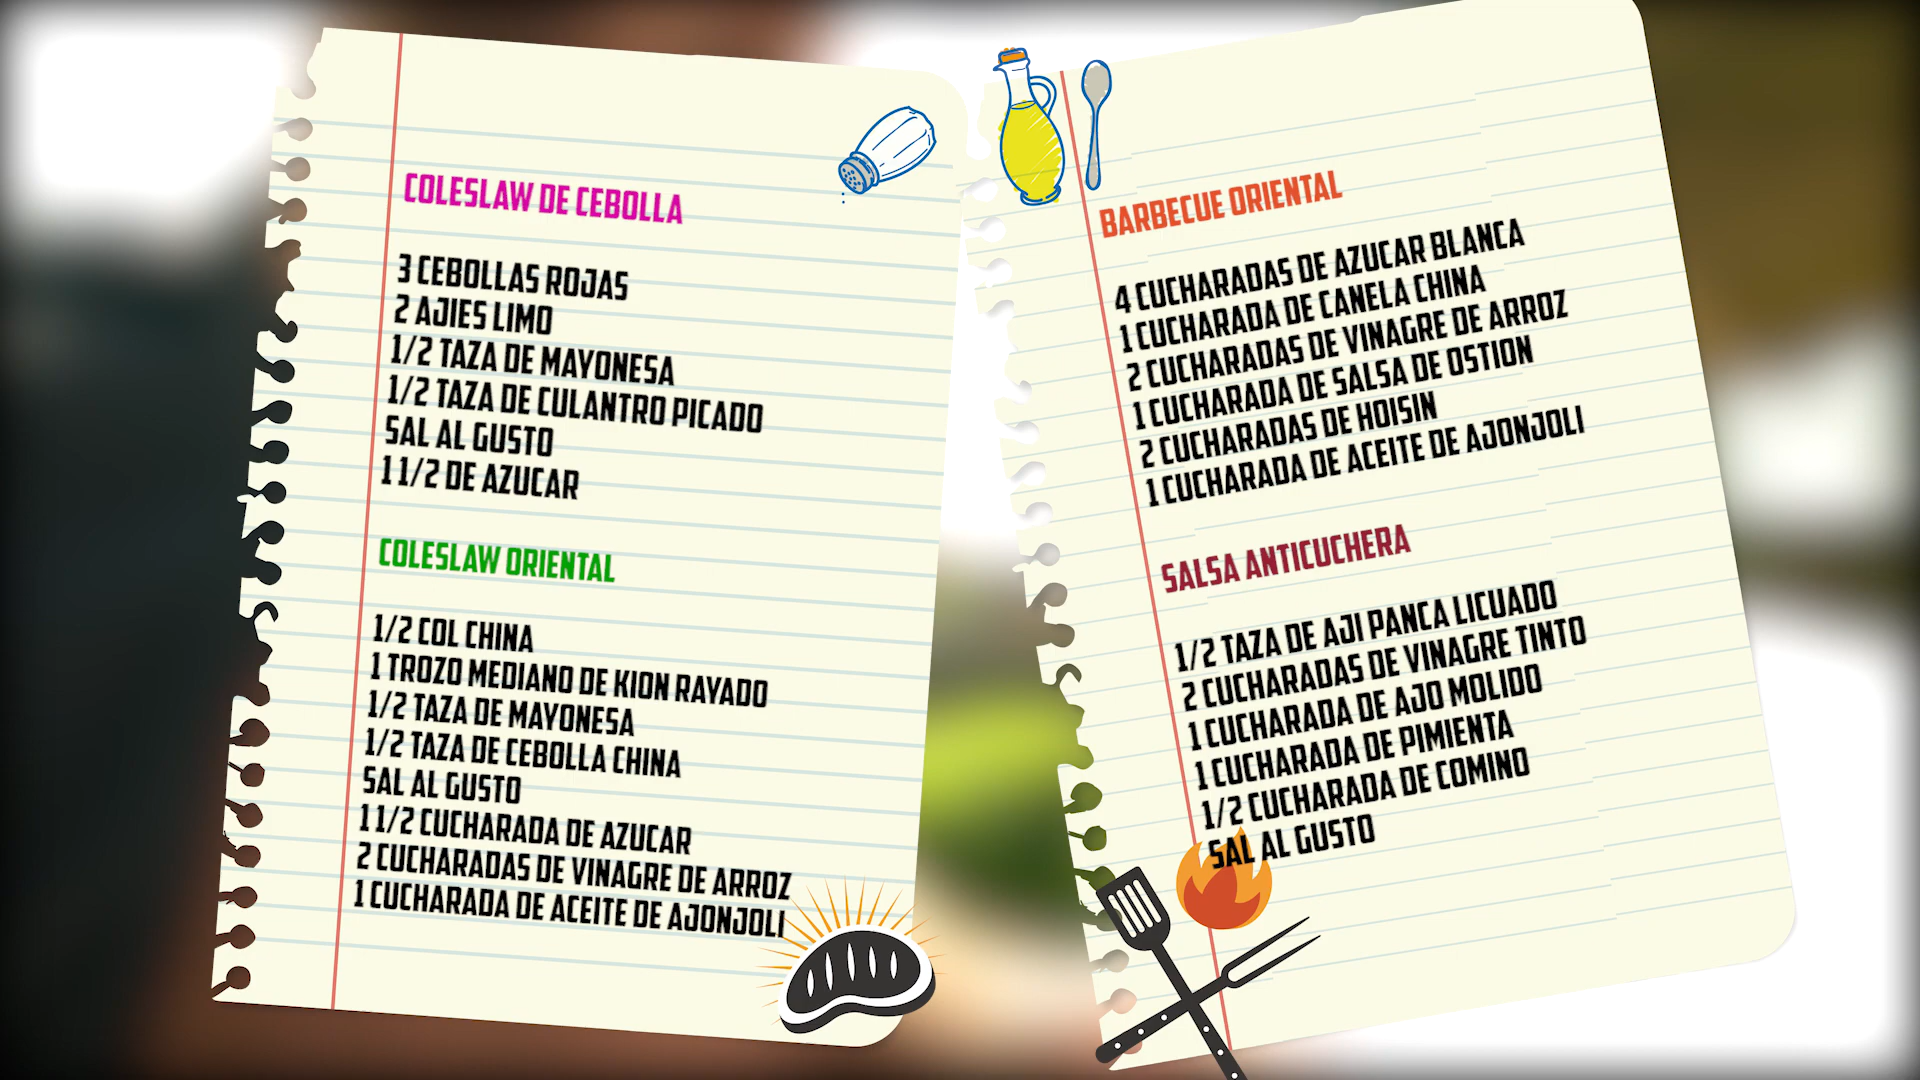 COLESLAW DE CEBOLLA
3 CEBOLLAS ROJAS
2 AJIES LIMO
1/2 TAZA DE MAYONESA
1/2 TAZA DE CULANTRO PICADO
SAL AL GUSTO
1 1/2 DE AZUCAR
COLESLAW ORIENTAL
1/2 COL CHINA
1 TROZO MEDIANO DE KION RAYADO
1/2 TAZA DE MAYONESA
1/2 TAZA DE CEBOLLA CHINA
SAL AL GUSTO
1 1/2 CUCHARADA DE AZUCAR
2 CUCHARADAS DE VINAGRE DE ARROZ
1 CUCHARADA DE ACEITE DE AJONJOLI
BARBECUE ORIENTAL
4 CUCHARADAS DE AZUCAR BLANCA
1 CUCHARADA DE CANELA CHINA
2 CUCHARADAS DE VINAGRE DE ARROZ
1 CUCHARADA DE SALSA DE OSTION
2 CUCHARADAS DE HOISIN
1 CUCHARADA DE ACEITE DE AJONJOLI
SALSA ANTICUCHERA
1/2 TAZA DE AJI PANCA LICUADO
2 CUCHARADAS DE VINAGRE TINTO
1 CUCHARADA DE AJO MOLIDO
1 CUCHARADA DE PIMIENTA
1/2 CUCHARADA DE COMINO
SAL AL GUSTO